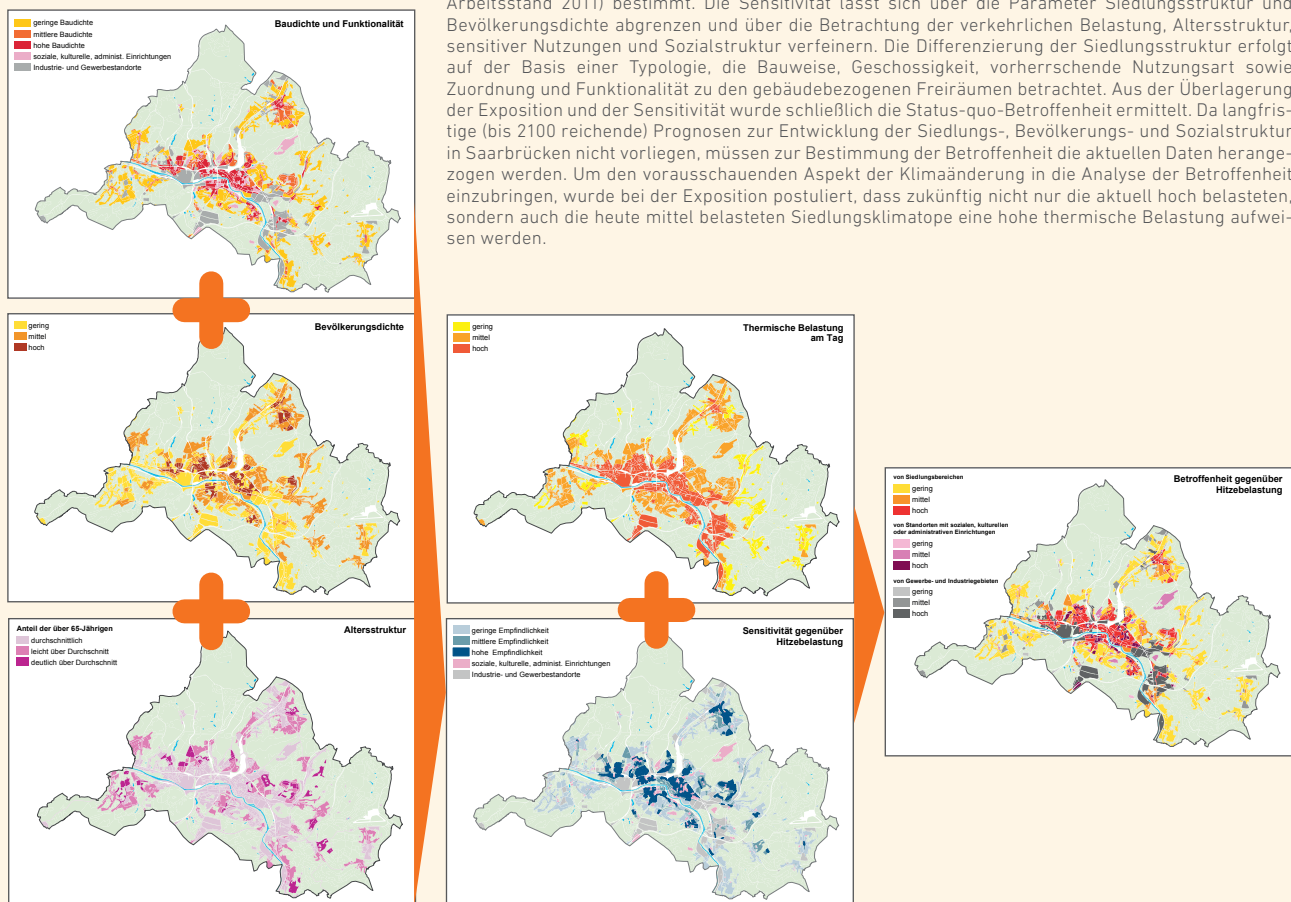 Arbeitsstand 2011) bestimmt. Die Sensitivität lässt sich über die Parameter Siedlungsstruktur und
Bevölkerungsdichte abgrenzen und über die Betrachtung der verkehrlichen Belastung, Altersstruktur,
sensitiver Nutzungen und Sozialstruktur verfeinern. Die Differenzierung der Siedlungsstruktur erfolgt
auf der Basis einer Typologie, die Bauweise, Geschossigkeit, vorherrschende Nutzungsart sowie
Zuordnung und Funktionalität zu den gebäudebezogenen Freiräumen betrachtet. Aus der Überlagerung
der Exposition und der Sensitivität wurde schließlich die Status-quo-Betroffenheit ermittelt. Da langfris-
tige (bis 2100 reichende) Prognosen zur Entwicklung der Siedlungs-, Bevölkerungs- und Sozialstruktur
in Saarbrücken nicht vorliegen, müssen zur Bestimmung der Betroffenheit die aktuellen Daten herange-
zogen werden. Um den vorausschauenden Aspekt der Klimaänderung in die Analyse der Betroffenheit
einzubringen, wurde bei der Exposition postuliert, dass zukünftig nicht nur die aktuell hoch belasteten,
sondern auch die heute mittel belasteten Siedlungsklimatope eine hohe thermische Belastung aufwei-
sen werden.
Baudichte und Funktionalität
geringe Baudichte
mittlere Baudichte
hohe Baudichte
soziale, kulturelle, administ. Einrichtungen
Industrie- und Gewerbestandorte
Bevölkerungsdichte
gering
mittel
hoch
Altersstruktur
Anteil der über 65-Jährigen
durchschnittlich
leicht über Durchschnitt
deutlich über Durchschnitt
Thermische Belastung
am Tag
gering
mittel
hoch
Sensitivität gegenüber
Hitzebelastung
geringe Empfindlichkeit
mittlere Empfindlichkeit
hohe Empfindlichkeit
soziale, kulturelle, administ. Einrichtungen
Industrie- und Gewerbestandorte
Betroffenheit gegenüber
Hitzebelastung
von Siedlungsbereichen
gering
mittel
hoch
von Standorten mit sozialen, kulturellen
oder administrativen Einrichtungen
gering
mittel
hoch
von Gewerbe- und Industriegebieten
gering
mittel
hoch